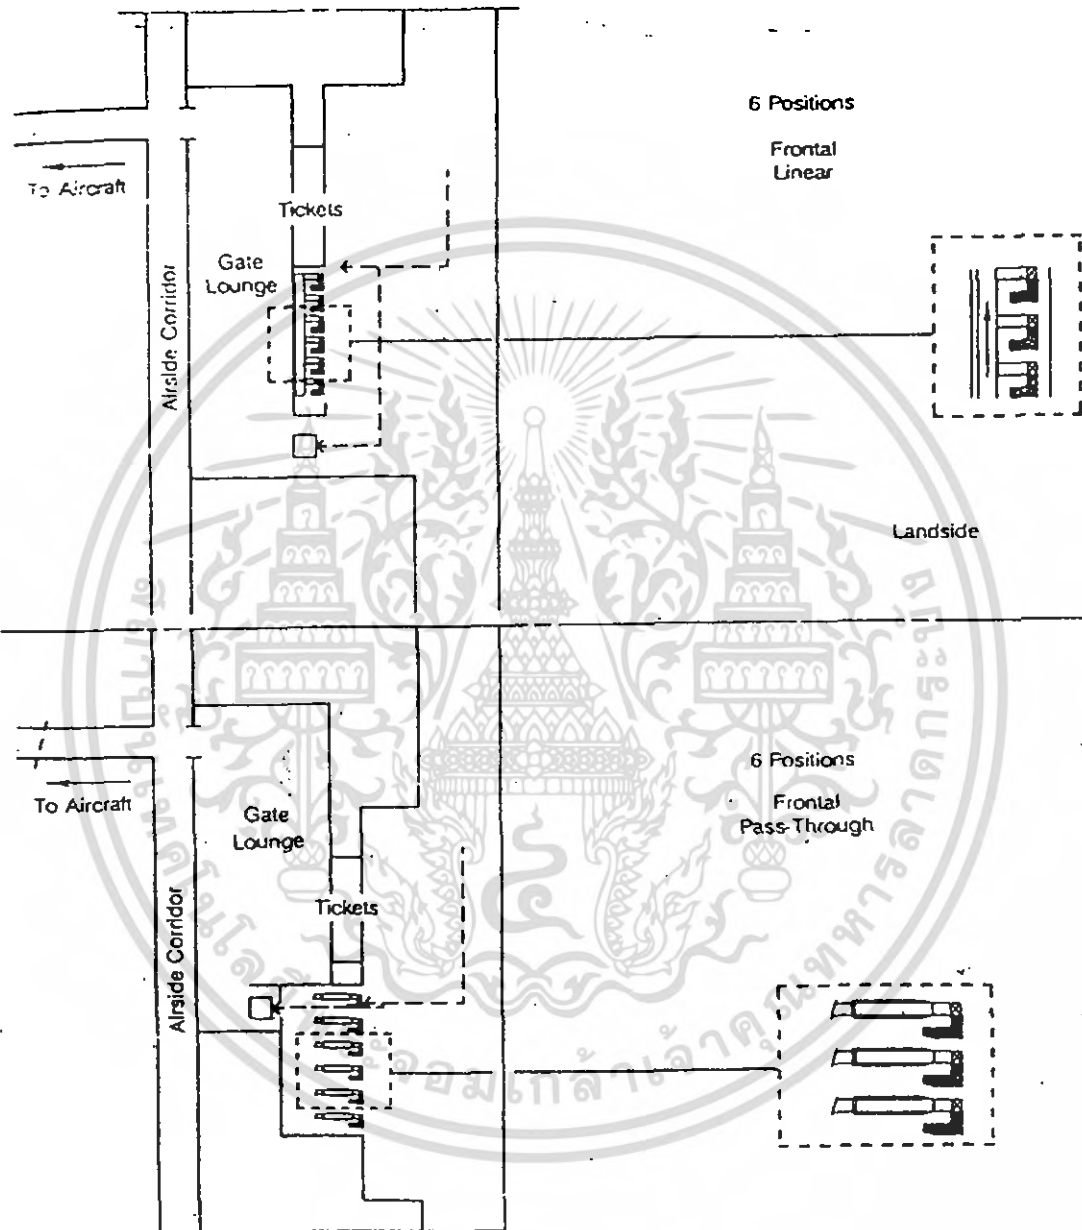 6 Positions
Frontal
Linear
To Aircraft
Tickets
Gate
Lounge
Airside Corridor
Landside
6 Positions
Frontal
Pass-Through
To Aircraft
Gate
Lounge
Tickets
Airside Corridor